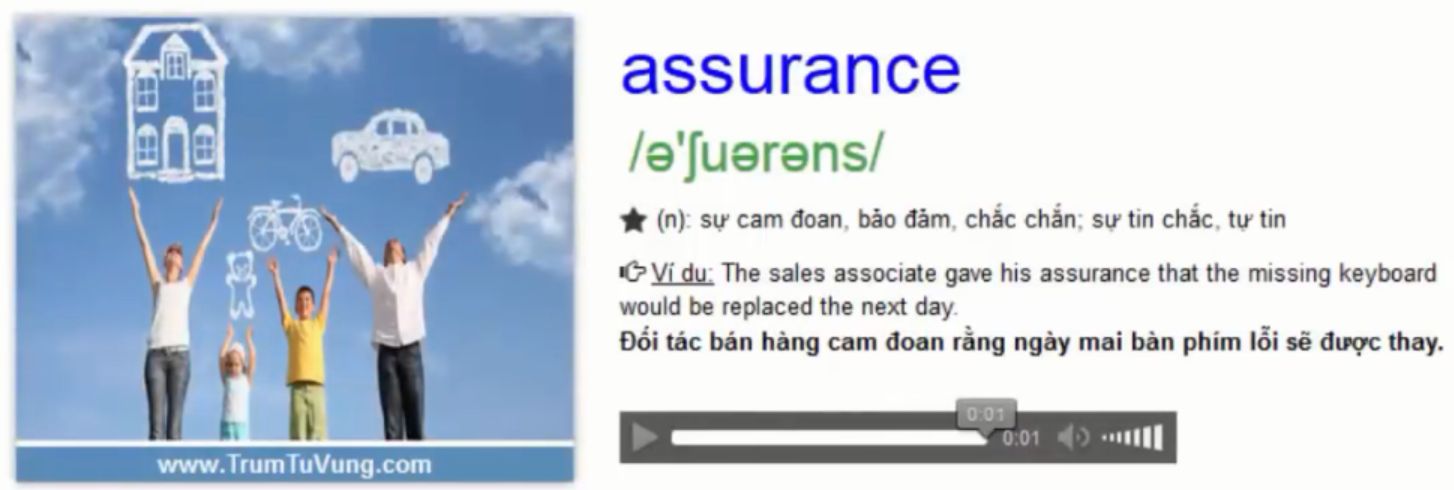 assurance
/ə'ʃuərəns/
★ (n): sự cam đoan, bảo đảm, chắc chắn; sự tin chắc, tự tin
Ví du: The sales associate gave his assurance that the missing keyboard
would be replaced the next day.
Đối tác bán hàng cam đoan rằng ngày mai bàn phím lỗi sẽ được thay.
0:01
0:01
www.TrumTuVung.com